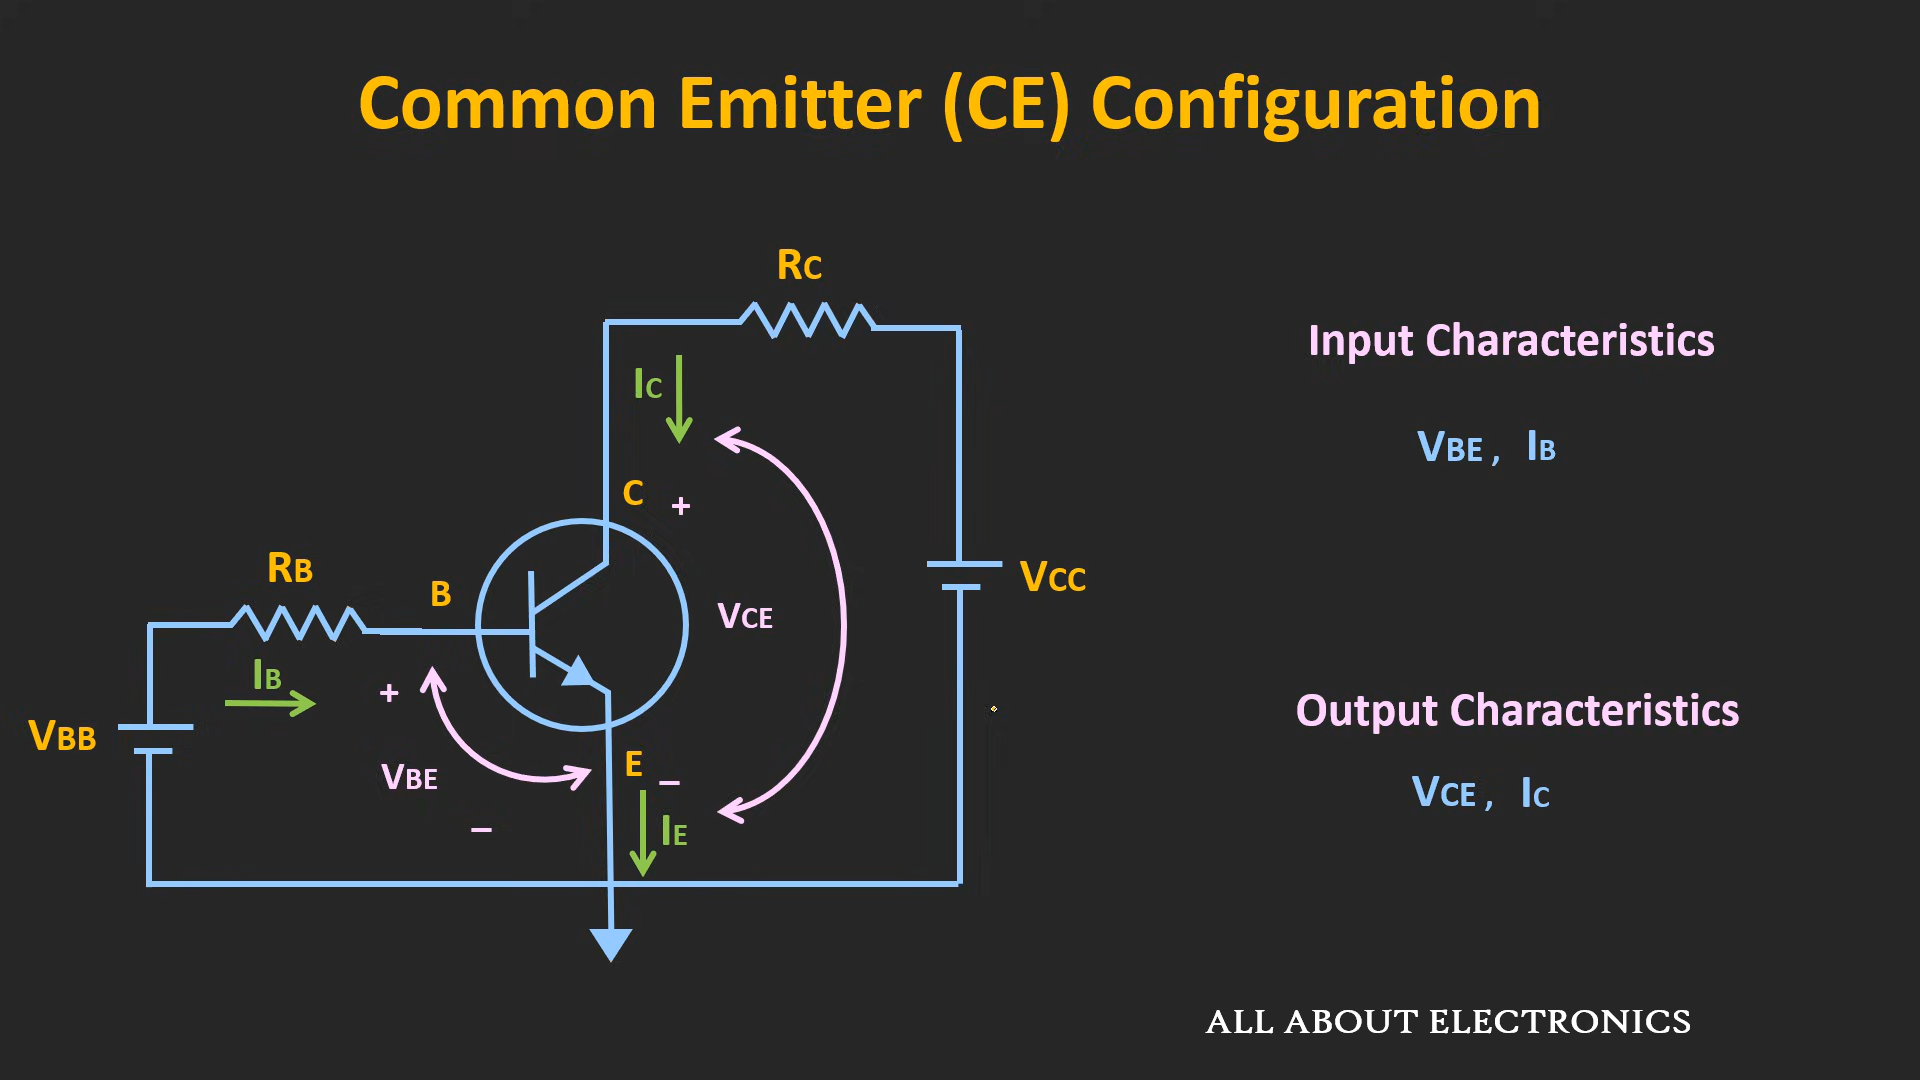 Common Emitter (CE) Configuration
RC
Input Characteristics
IC
VBE , IB
C +
RB
B
VCC
VCE
IB
+
Output Characteristics
VBB
E
–
VBE
VCE , IC
–
IE
ALL ABOUT ELECTRONICS